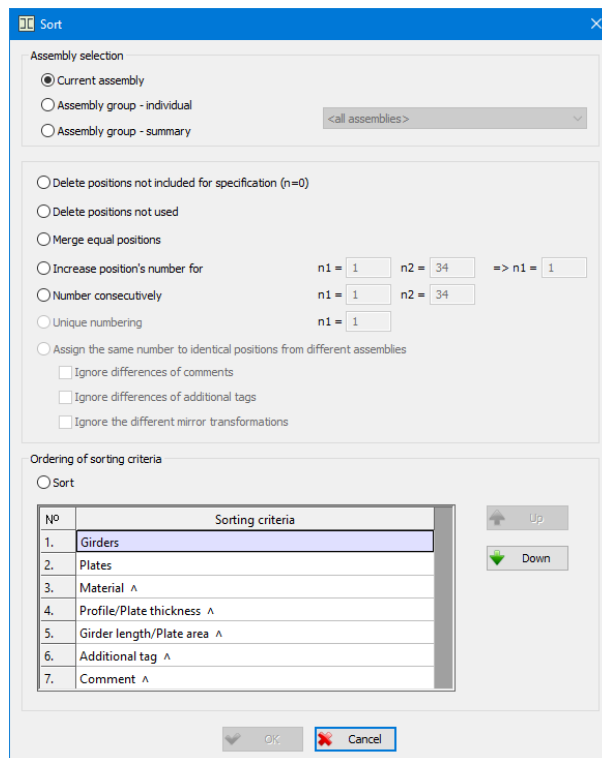 Sort
Assembly selection
Current assembly
Assembly group - individual
<all assemblies>
Assembly group - summary
Delete positions not included for specification (n=0)
Delete positions not used
Merge equal positions
Increase position's number for n1 = 1 n2 = 34 => n1 = 1
Number consecutively n1 = 1 n2 = 34
Unique numbering n1 = 1
Assign the same number to identical positions from different assemblies
Ignore differences of comments
Ignore differences of additional tags
Ignore the different mirror transformations
Ordering of sorting criteria
Sort
Nº Sorting criteria
1. Girders
2. Plates
3. Material ^
4. Profile/Plate thickness ^
5. Girder length/Plate area ^
6. Additional tag ^
7. Comment ^
Up
Down
OK Cancel